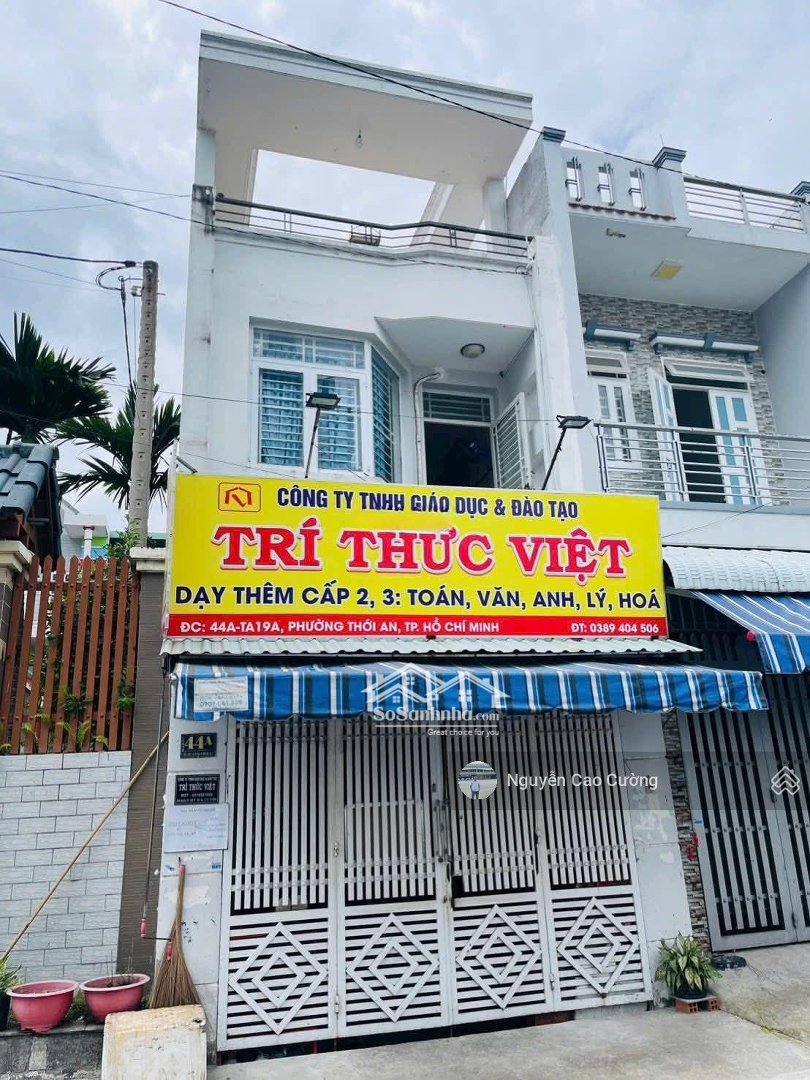 CÔNG TY TNHH GIÁO DỤC & ĐÀO TẠO
TRÍ THỨC VIỆT
DẠY THÊM CẤP 2, 3: TOÁN, VĂN, ANH, LÝ, HOÁ
ĐC: 44A-TA19A, PHƯỜNG THỚI AN, TP. HỒ CHÍ MINH ĐT: 0389 404 506
SoSanhnha.com
Great choice for you
44A
TRÍ THỨC VIỆT
Nguyễn Cao Cường